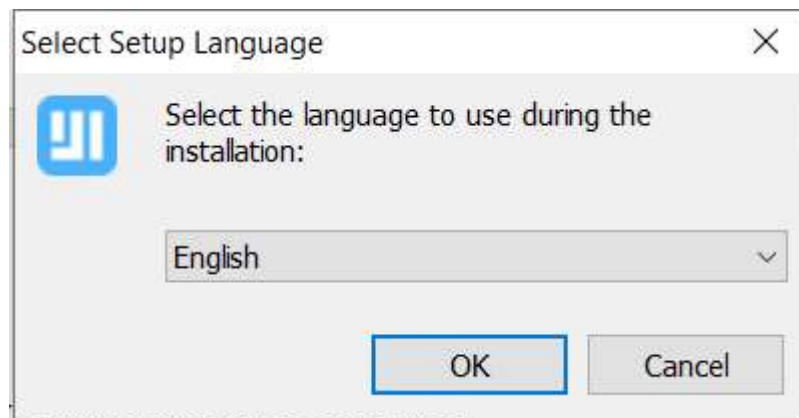 Select Setup Language
Select the language to use during the
installation:
English
OK
Cancel